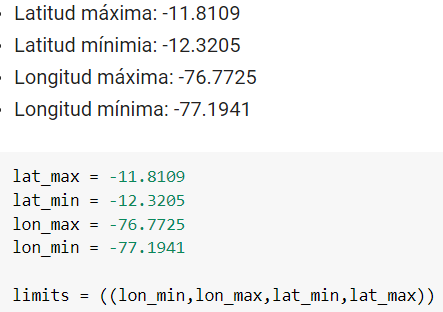 • Latitud máxima: -11.8109
• Latitud mínimia: -12.3205
• Longitud máxima: -76.7725
• Longitud mínima: -77.1941
lat_max = -11.8109
lat_min = -12.3205
lon_max = -76.7725
lon_min = -77.1941
limits = ((lon_min,lon_max,lat_min,lat_max))